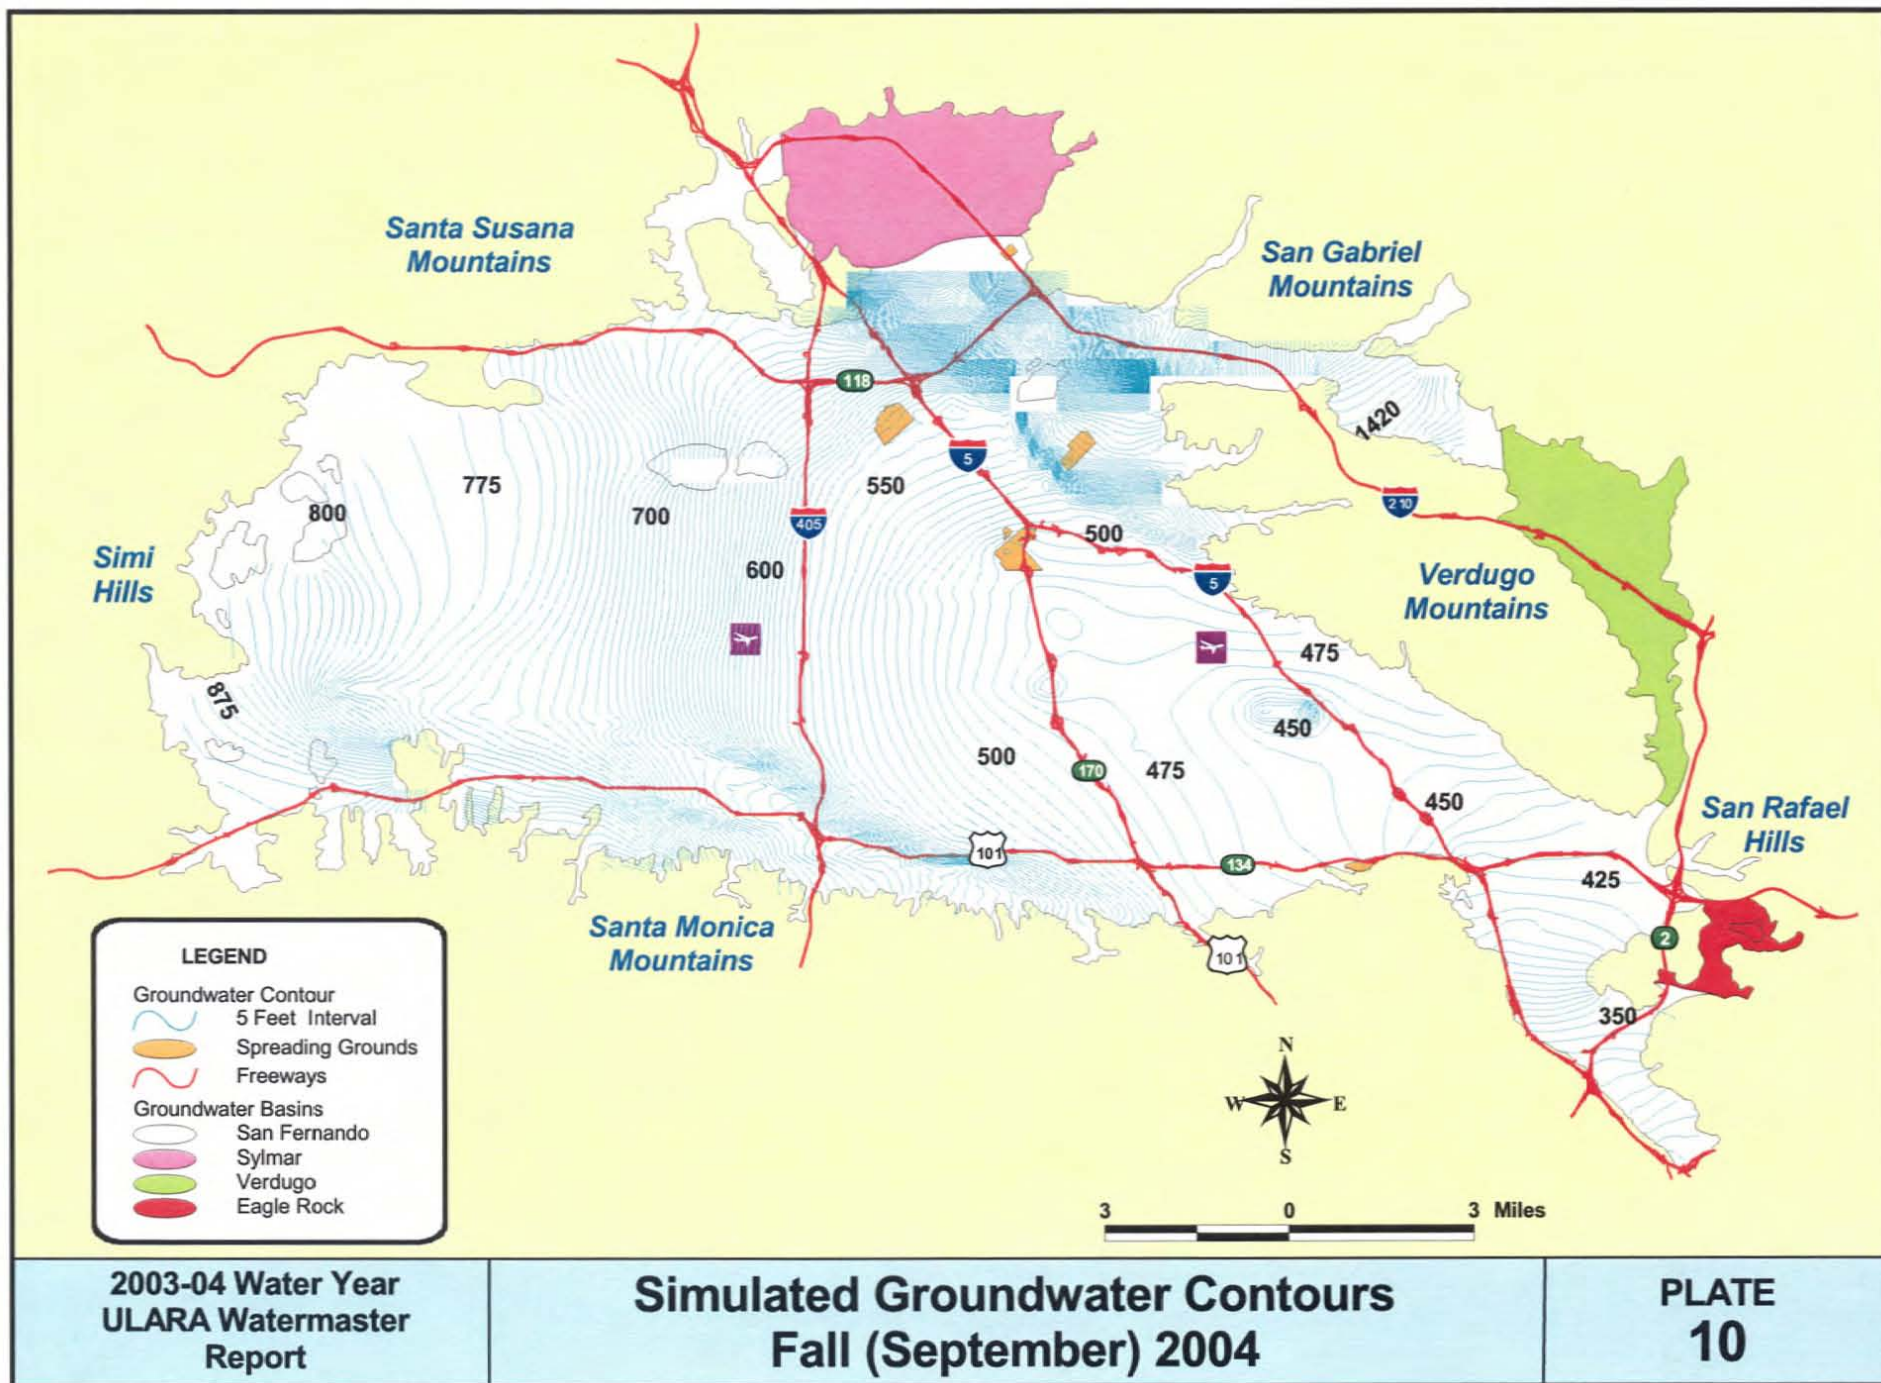 Santa Susana
Mountains
San Gabriel
Mountains
118
1420
5
775
550
800
700
405
210
500
Simi
Hills
600
5
Verdugo
Mountains
475
875
450
500
170
475
450
San Rafael
Hills
101
134
425
Santa Monica
Mountains
2
101
350
LEGEND
Groundwater Contour
5 Feet Interval
Spreading Grounds
Freeways
Groundwater Basins
San Fernando
Sylmar
Verdugo
Eagle Rock
N
W
E
S
3 0 3 Miles
2003-04 Water Year
ULARA Watermaster
Report
Simulated Groundwater Contours
Fall (September) 2004
PLATE
10